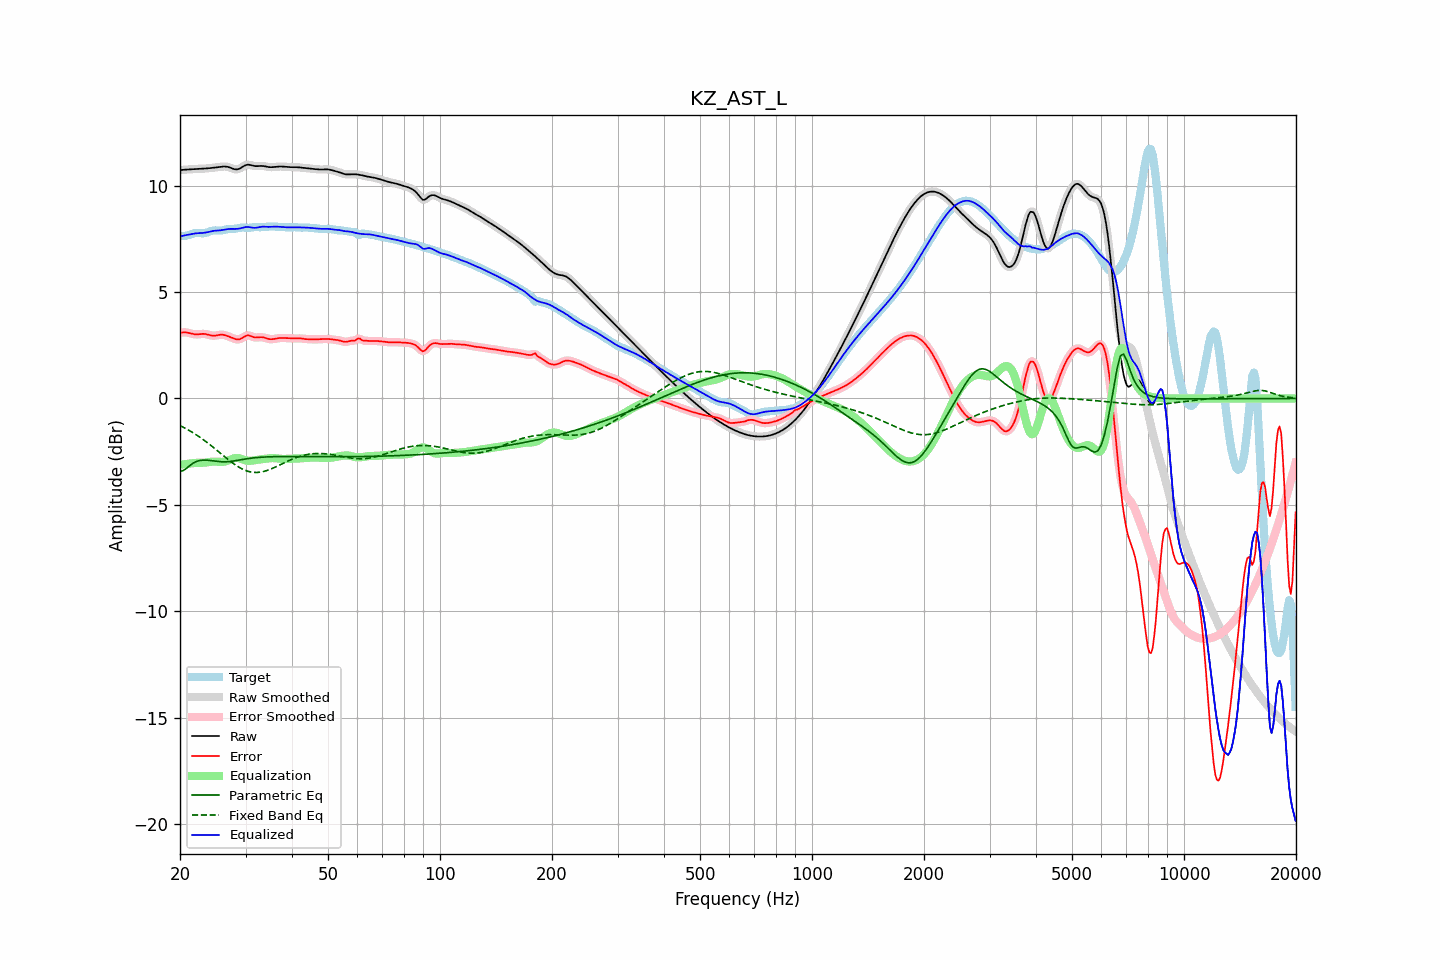 KZ_AST_L
Amplitude (dBr)
10
5
0
−5
−10
−15
−20
Target
Raw Smoothed
Error Smoothed
Raw
Error
Equalization
Parametric Eq
Fixed Band Eq
Equalized
20 50 100 200 500 1000 2000 5000 10000 20000
Frequency (Hz)